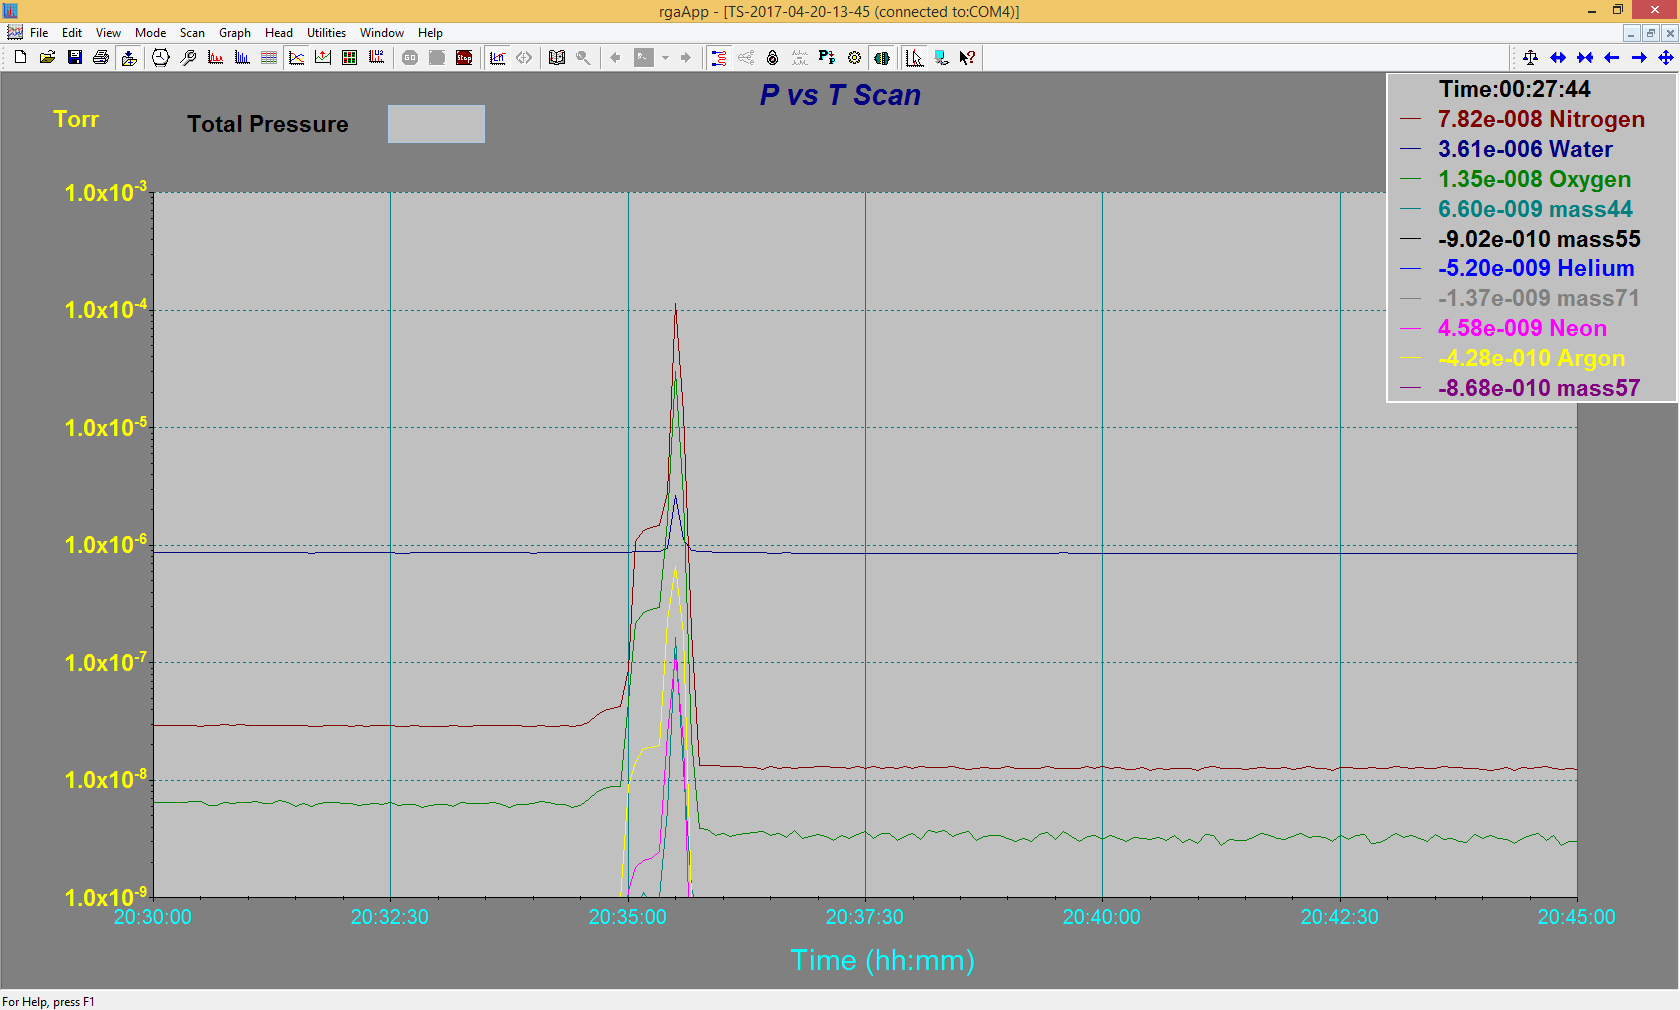 rgaApp - [TS-2017-04-20-13-45 (connected to:COM4)]
File Edit View Mode Scan Graph Head Utilities Window Help
GO Stop
P vs T Scan
Torr
Total Pressure
Time:00:27:44
7.82e-008 Nitrogen
3.61e-006 Water
1.35e-008 Oxygen
6.60e-009 mass44
-9.02e-010 mass55
-5.20e-009 Helium
-1.37e-009 mass71
4.58e-009 Neon
-4.28e-010 Argon
-8.68e-010 mass57
1.0x10-3
1.0x10-4
1.0x10-5
1.0x10-6
1.0x10-7
1.0x10-8
1.0x10-9
20:30:00 20:32:30 20:35:00 20:37:30 20:40:00 20:42:30 20:45:00
Time (hh:mm)
For Help, press F1